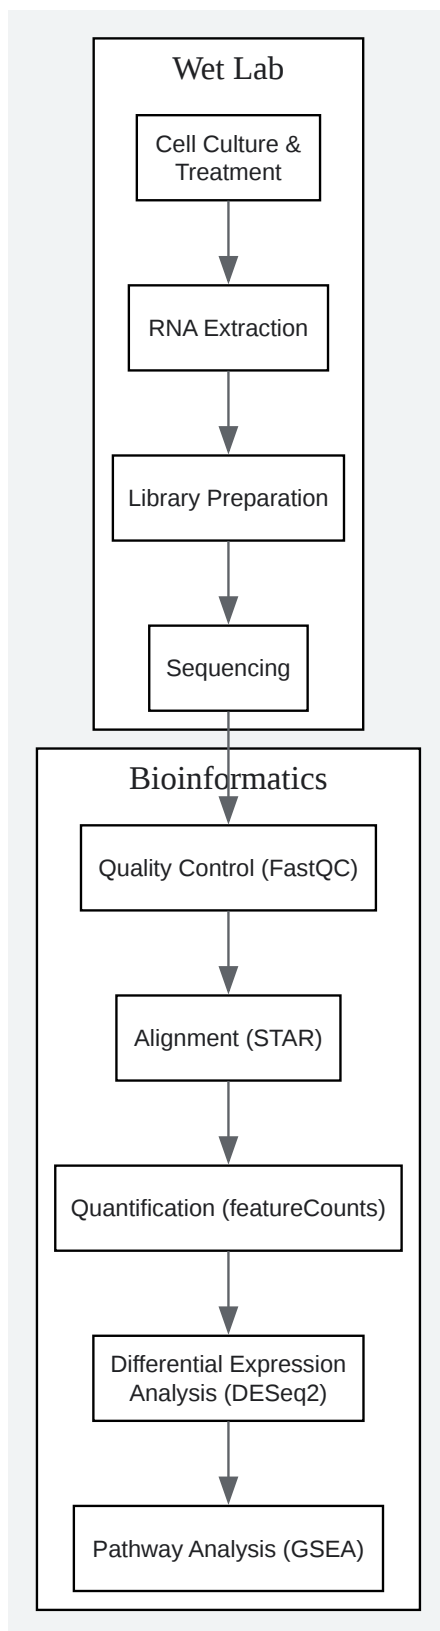 Wet Lab
Cell Culture &
Treatment
RNA Extraction
Library Preparation
Sequencing
Bioinformatics
Quality Control (FastQC)
Alignment (STAR)
Quantification (featureCounts)
Differential Expression
Analysis (DESeq2)
Pathway Analysis (GSEA)